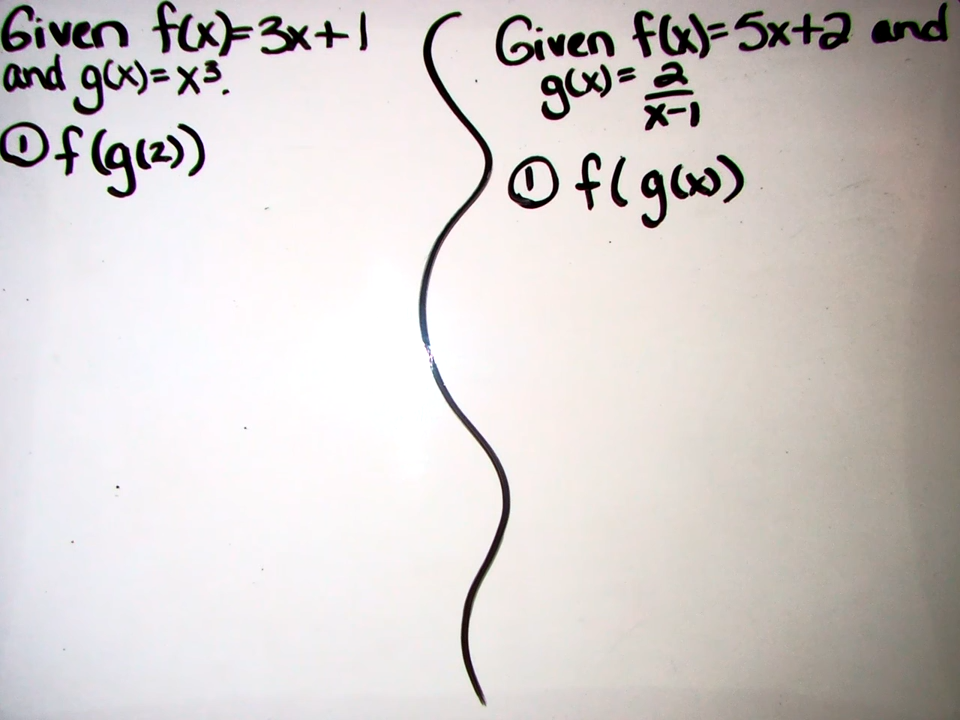 Given f(x)=3x+1
and g(x)=x³.
① f(g(2))
Given f(x)=5x+2 and
g(x)= 2/(x-1)
① f(g(x))